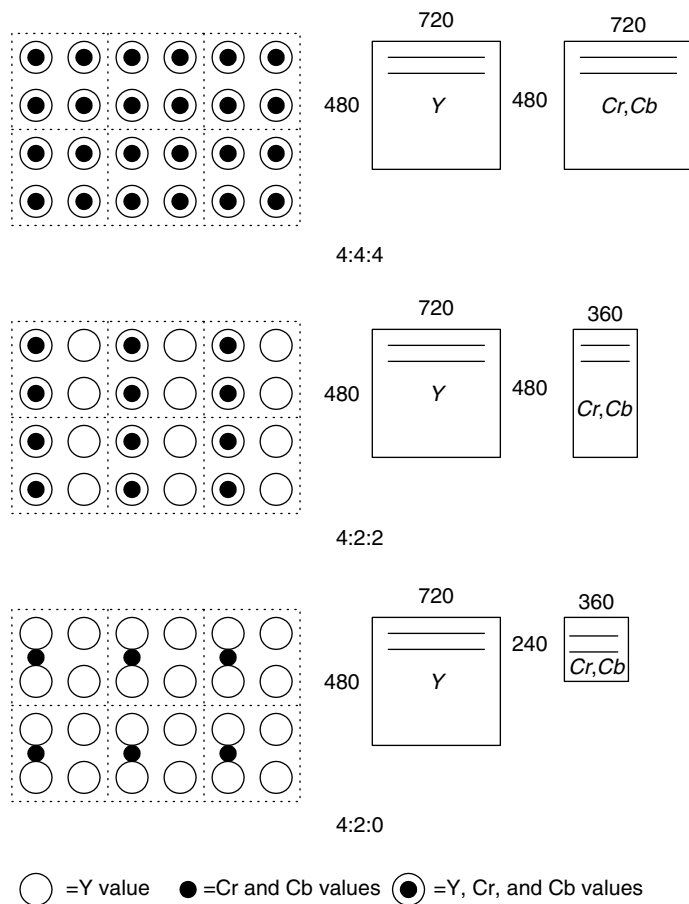 720 720
480 Y 480 Cr,Cb
4:4:4
720 360
480 Y 480 Cr,Cb
4:2:2
720 360
480 Y 240 Cr,Cb
4:2:0
=Y value =Cr and Cb values =Y, Cr, and Cb values